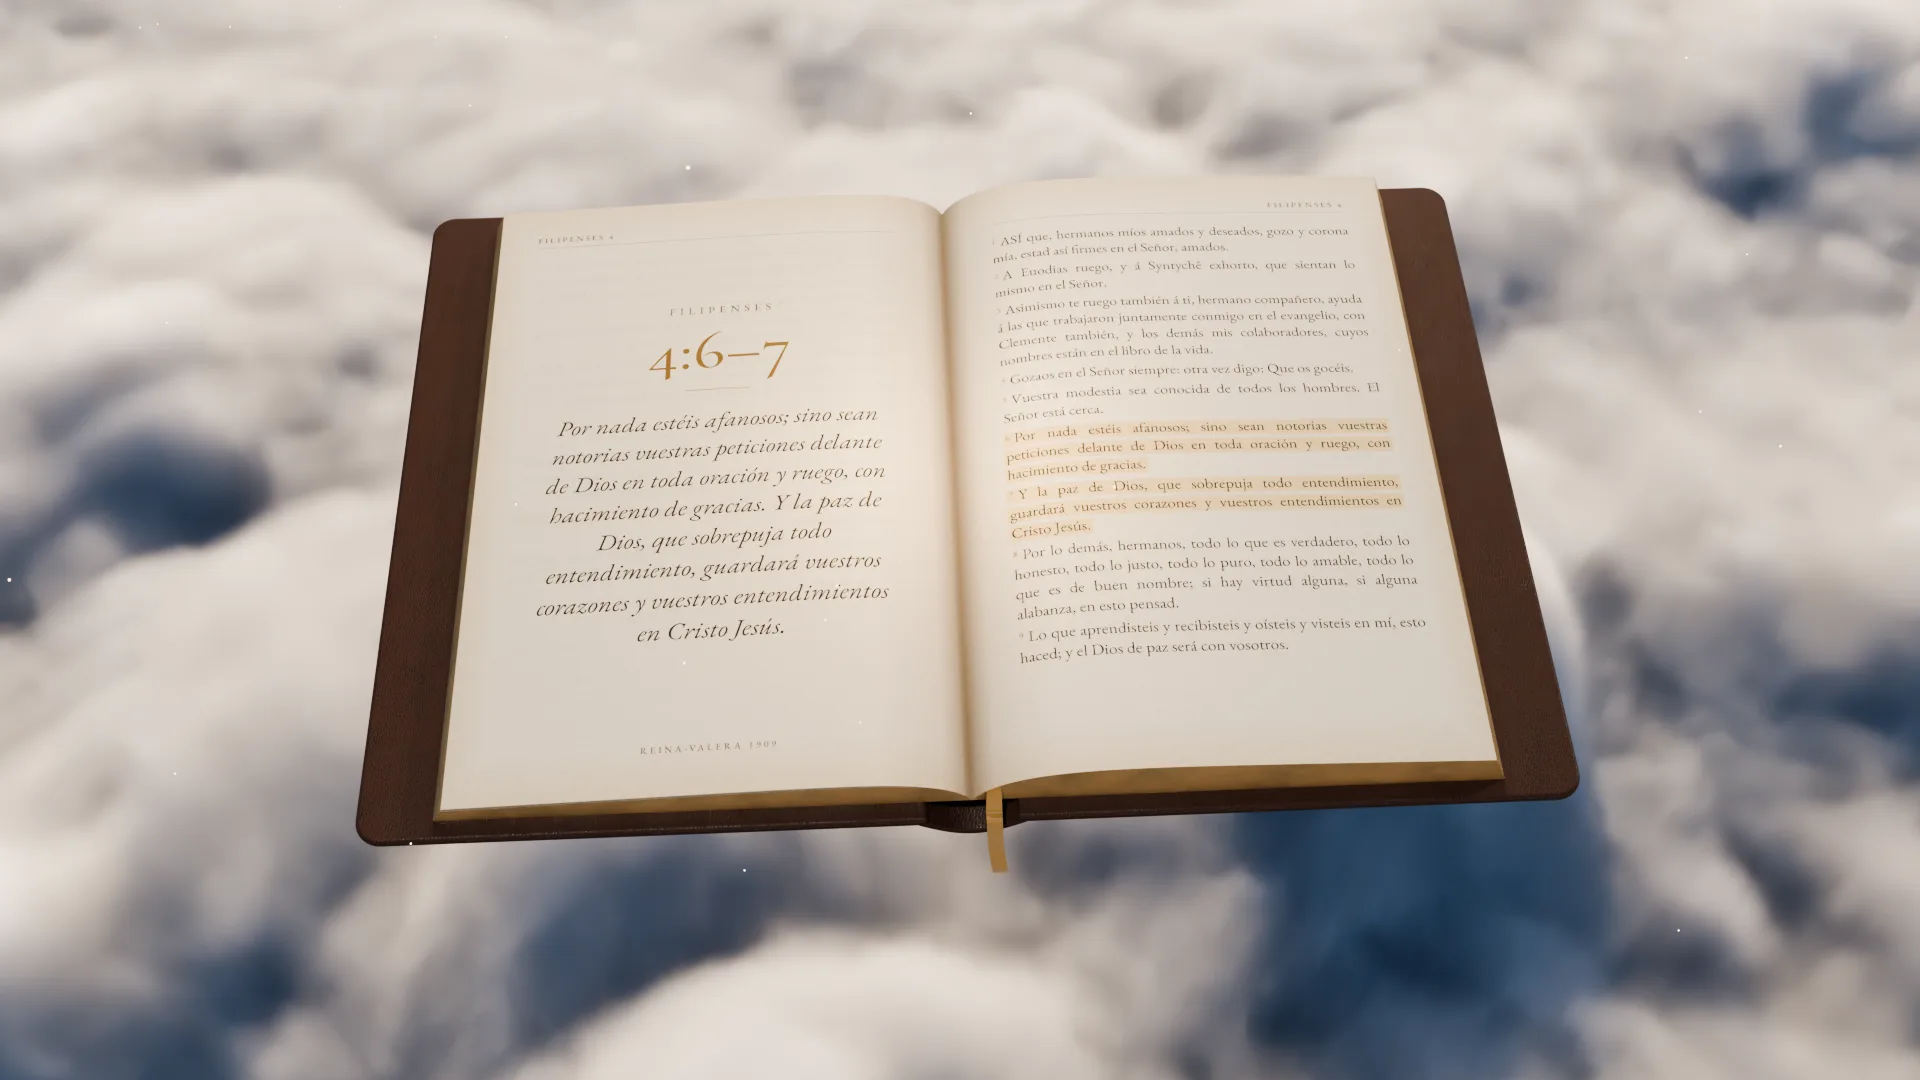 FILIPENSES 4
FILIPENSES
4:6–7
Por nada estéis afanosos; sino sean
notorias vuestras peticiones delante
de Dios en toda oración y ruego, con
hacimiento de gracias. Y la paz de
Dios, que sobrepuja todo
entendimiento, guardará vuestros
corazones y vuestros entendimientos
en Cristo Jesús.
REINA-VALERA 1909
FILIPENSES 4
1 ASÍ que, hermanos míos amados y deseados, gozo y corona
mía, estad así firmes en el Señor, amados.
2 A Euodias ruego, y á Syntyché exhorto, que sientan lo
mismo en el Señor.
3 Asimismo te ruego también á ti, hermano compañero, ayuda
á las que trabajaron juntamente conmigo en el evangelio, con
Clemente también, y los demás mis colaboradores, cuyos
nombres están en el libro de la vida.
4 Gozaos en el Señor siempre: otra vez digo: Que os gocéis.
5 Vuestra modestia sea conocida de todos los hombres. El
Señor está cerca.
6 Por nada estéis afanosos; sino sean notorias vuestras
peticiones delante de Dios en toda oración y ruego, con
hacimiento de gracias.
7 Y la paz de Dios, que sobrepuja todo entendimiento,
guardará vuestros corazones y vuestros entendimientos en
Cristo Jesús.
8 Por lo demás, hermanos, todo lo que es verdadero, todo lo
honesto, todo lo justo, todo lo puro, todo lo amable, todo lo
que es de buen nombre; si hay virtud alguna, si alguna
alabanza, en esto pensad.
9 Lo que aprendisteis y recibisteis y oísteis y visteis en mí, esto
haced; y el Dios de paz será con vosotros.